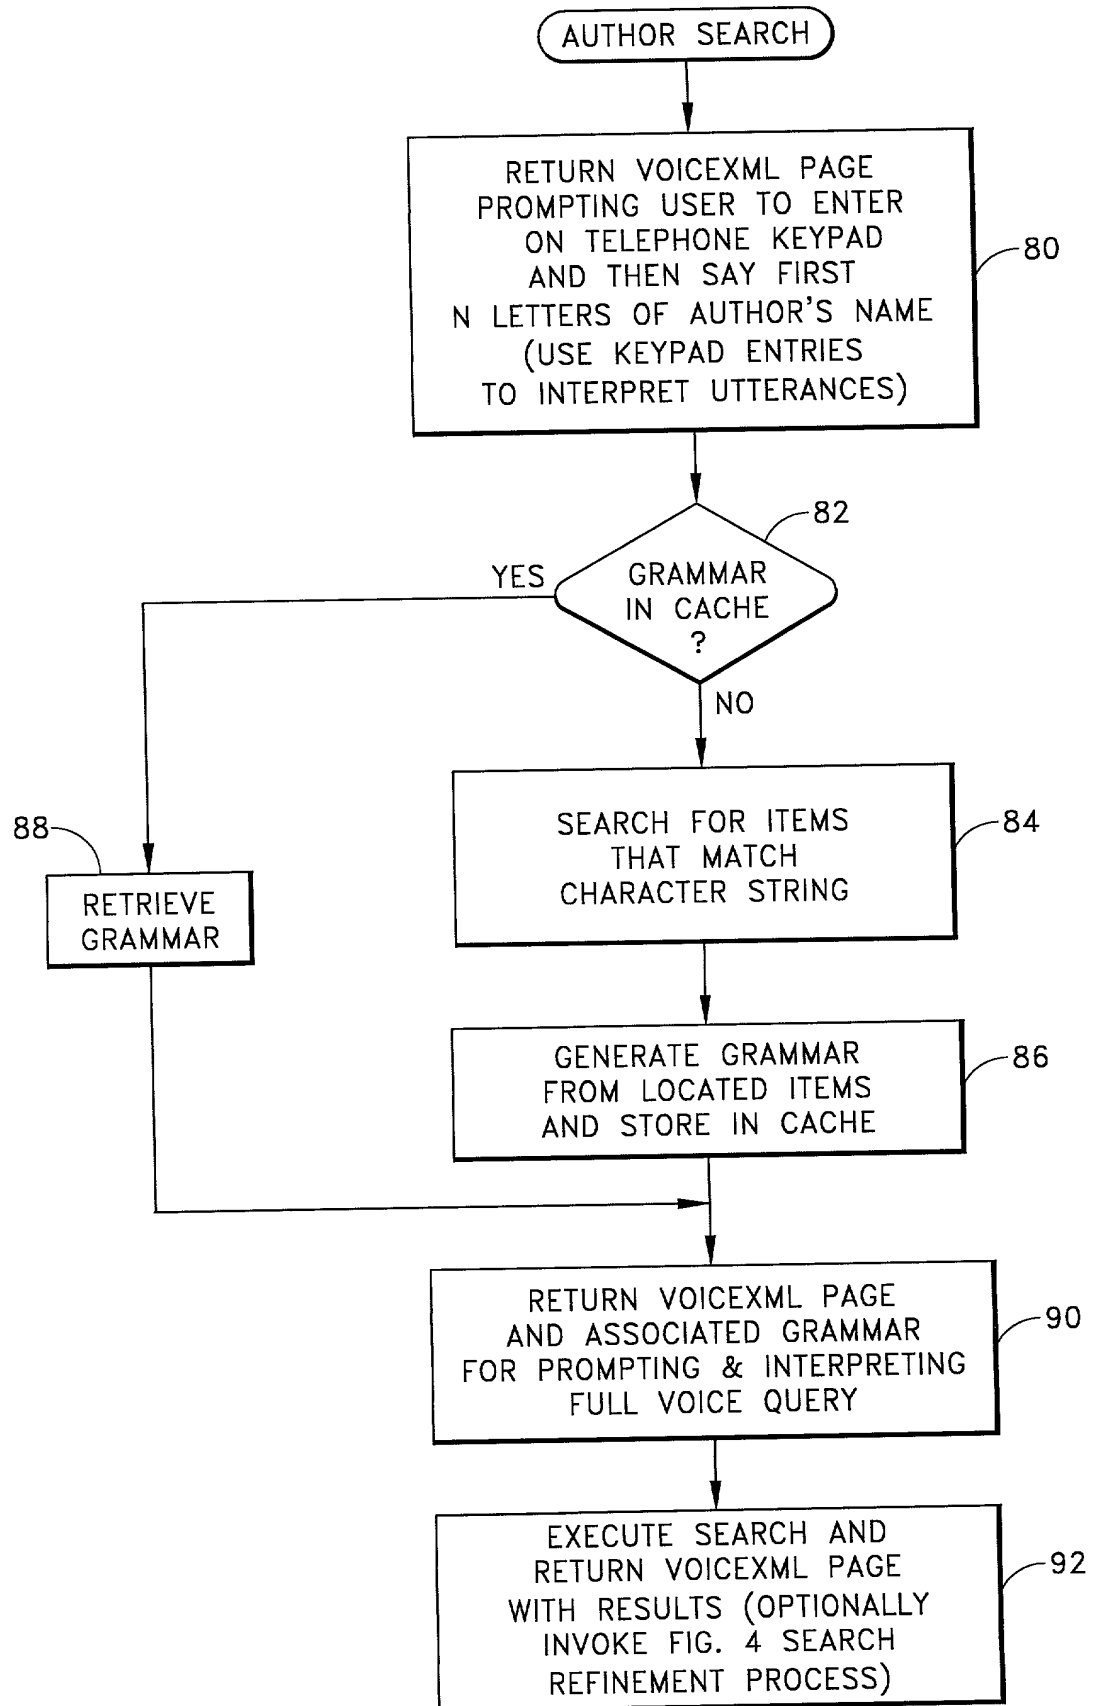 AUTHOR SEARCH
RETURN VOICEXML PAGE
PROMPTING USER TO ENTER
ON TELEPHONE KEYPAD
AND THEN SAY FIRST
N LETTERS OF AUTHOR'S NAME
(USE KEYPAD ENTRIES
TO INTERPRET UTTERANCES)
80
82
GRAMMAR
IN CACHE
?
YES
NO
SEARCH FOR ITEMS
THAT MATCH
CHARACTER STRING
84
88
RETRIEVE
GRAMMAR
GENERATE GRAMMAR
FROM LOCATED ITEMS
AND STORE IN CACHE
86
RETURN VOICEXML PAGE
AND ASSOCIATED GRAMMAR
FOR PROMPTING & INTERPRETING
FULL VOICE QUERY
90
EXECUTE SEARCH AND
RETURN VOICEXML PAGE
WITH RESULTS (OPTIONALLY
INVOKE FIG. 4 SEARCH
REFINEMENT PROCESS)
92